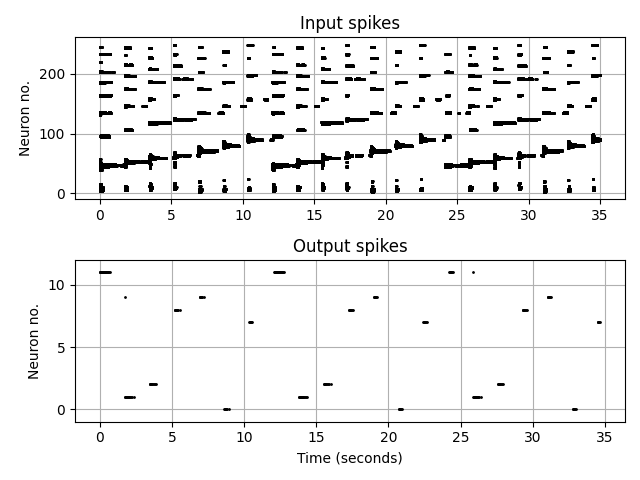 Input spikes
Neuron no.
200
100
0
0 5 10 15 20 25 30 35
Output spikes
Neuron no.
10
5
0
0 5 10 15 20 25 30 35
Time (seconds)